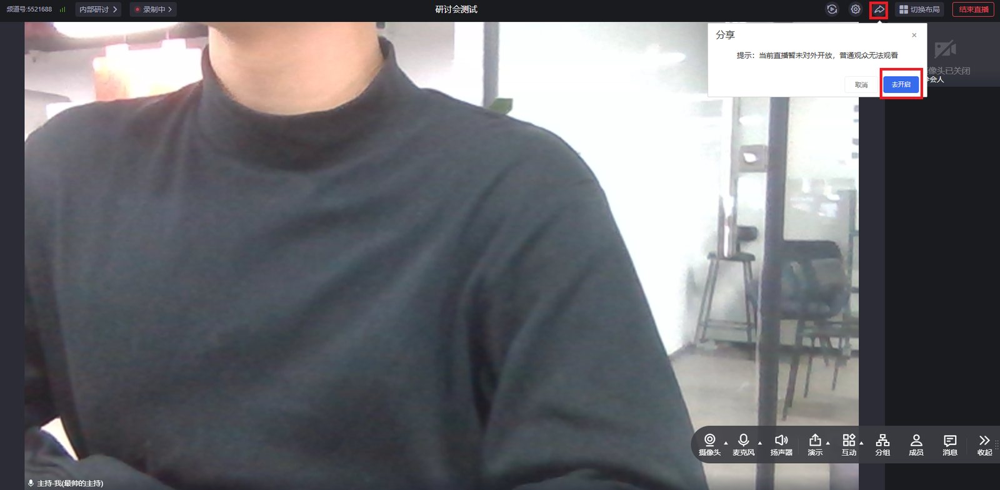 频道号:5521688
内部研讨
录制中
研讨会测试
切换布局
结束直播
分享
提示：当前直播暂未对外开放，普通观众无法观看
取消
去开启
像头已关闭
会人
摄像头
麦克风
扬声器
演示
互动
分组
成员
消息
收起
主持-我(最帅的主持)